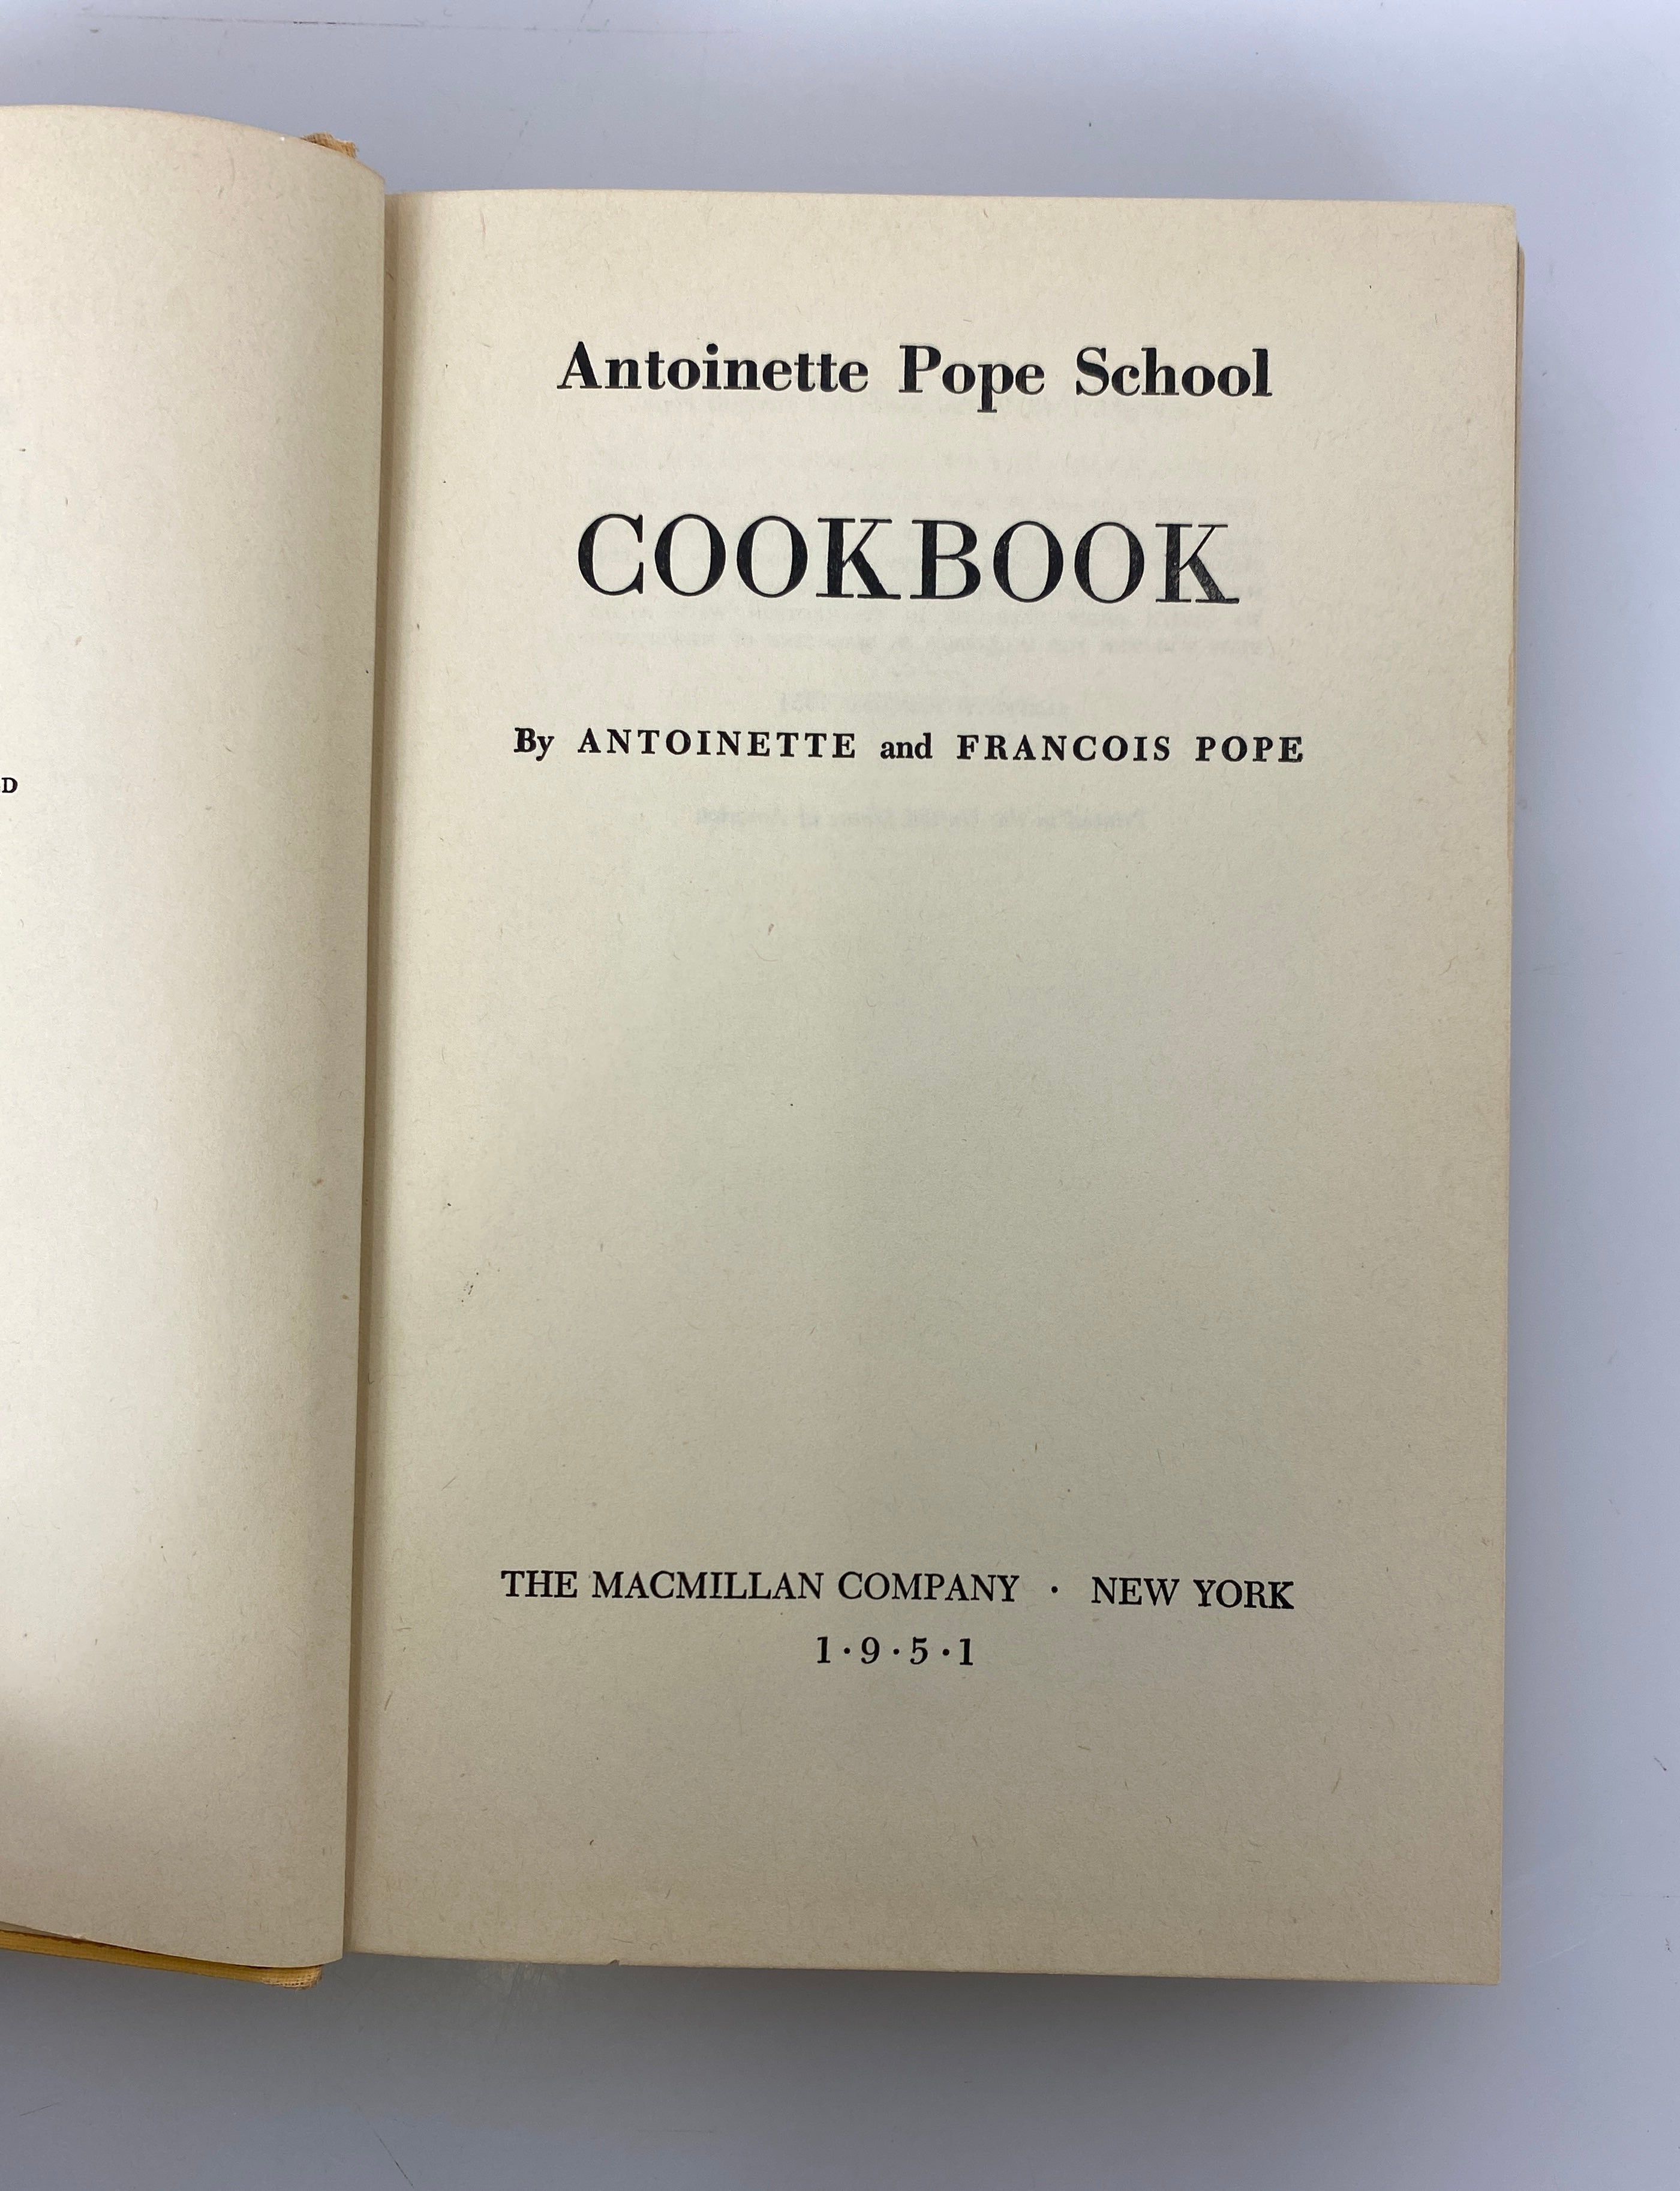 Antoinette Pope School
COOKBOOK
By ANTOINETTE and FRANCOIS POPE
THE MACMILLAN COMPANY · NEW YORK
1·9·5·1